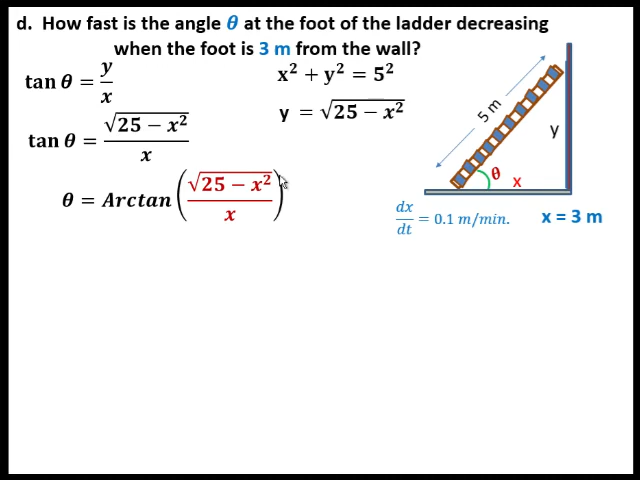 d. How fast is the angle θ at the foot of the ladder decreasing
when the foot is 3 m from the wall?
tan θ = y/x
x² + y² = 5²
y = √(25 − x²)
tan θ = √(25 − x²)/x
θ = Arctan(√(25 − x²)/x)
5 m
y
θ
x
dx/dt = 0.1 m/min.
x = 3 m